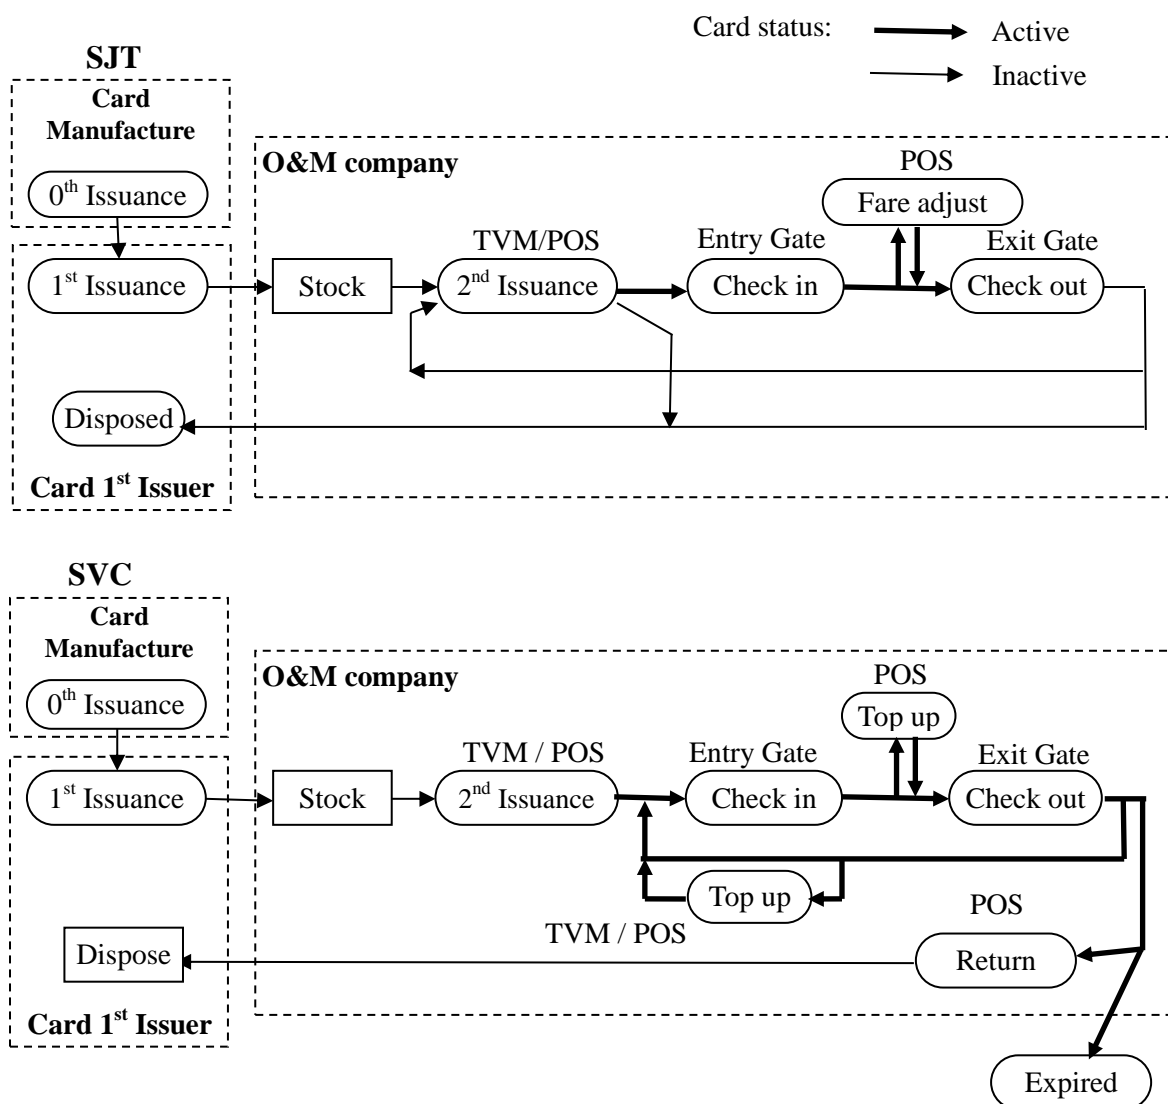 Card status:
Active
Inactive
SJT
Card
Manufacture
0th Issuance
1st Issuance
Disposed
Card 1st Issuer
O&M company
POS
Fare adjust
TVM/POS
Entry Gate
Exit Gate
Stock
2nd Issuance
Check in
Check out
SVC
Card
Manufacture
0th Issuance
1st Issuance
Dispose
Card 1st Issuer
O&M company
POS
Top up
TVM / POS
Entry Gate
Exit Gate
Stock
2nd Issuance
Check in
Check out
Top up
TVM / POS
POS
Return
Expired